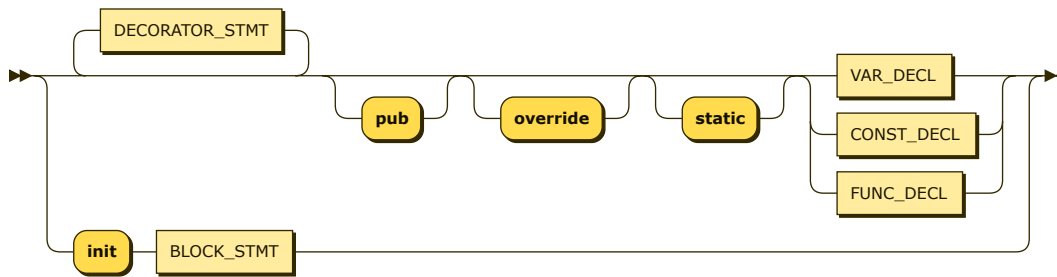 DECORATOR_STMT
VAR_DECL
pub override static CONST_DECL
FUNC_DECL
init BLOCK_STMT